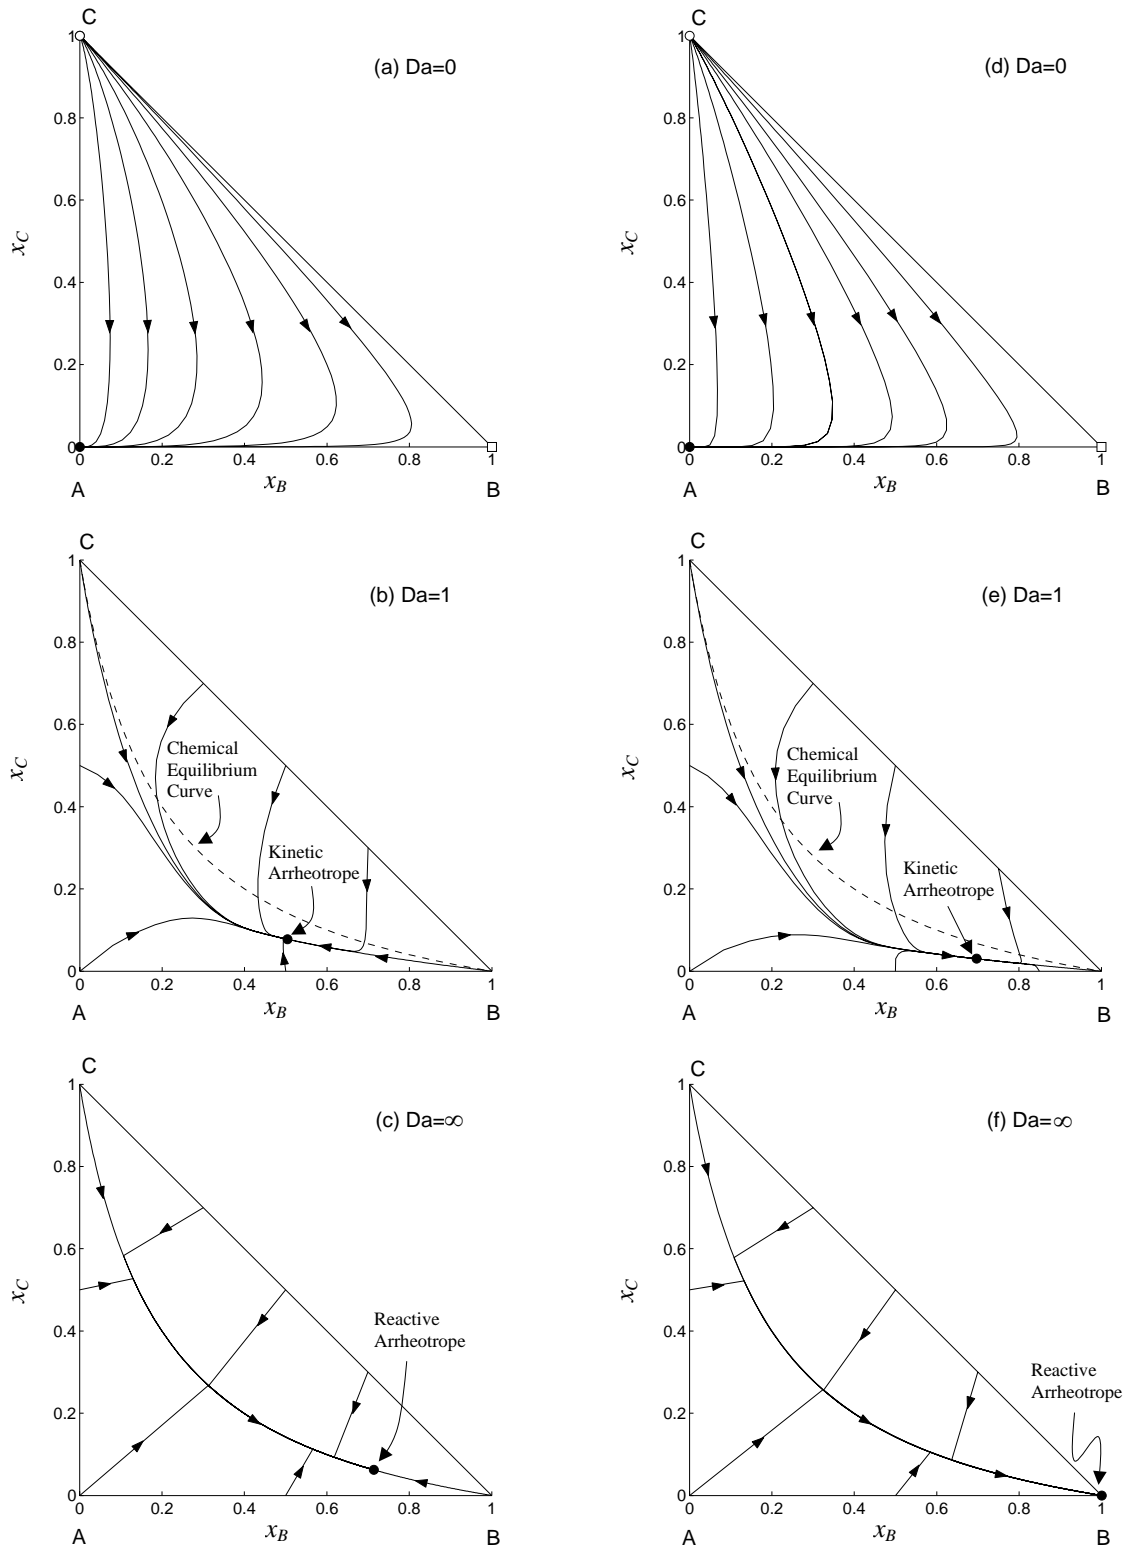 C
(a) Da=0
1
0.8
0.6
x_C
0.4
0.2
0
0 0.2 0.4 0.6 0.8 1
A x_B B
C
(d) Da=0
1
0.8
0.6
x_C
0.4
0.2
0
0 0.2 0.4 0.6 0.8 1
A x_B B
C
(b) Da=1
1
0.8
x_C
0.6
0.4
0.2
0
Chemical
Equilibrium
Curve
Kinetic
Arrheotrope
0 0.2 0.4 0.6 0.8 1
A x_B B
C
(e) Da=1
1
0.8
x_C
0.6
0.4
0.2
0
Chemical
Equilibrium
Curve
Kinetic
Arrheotrope
0 0.2 0.4 0.6 0.8 1
A x_B B
C
(c) Da=∞
1
0.8
0.6
x_C
0.4
0.2
0
Reactive
Arrheotrope
0 0.2 0.4 0.6 0.8 1
A x_B B
C
(f) Da=∞
1
0.8
0.6
x_C
0.4
0.2
0
Reactive
Arrheotrope
0 0.2 0.4 0.6 0.8 1
A x_B B